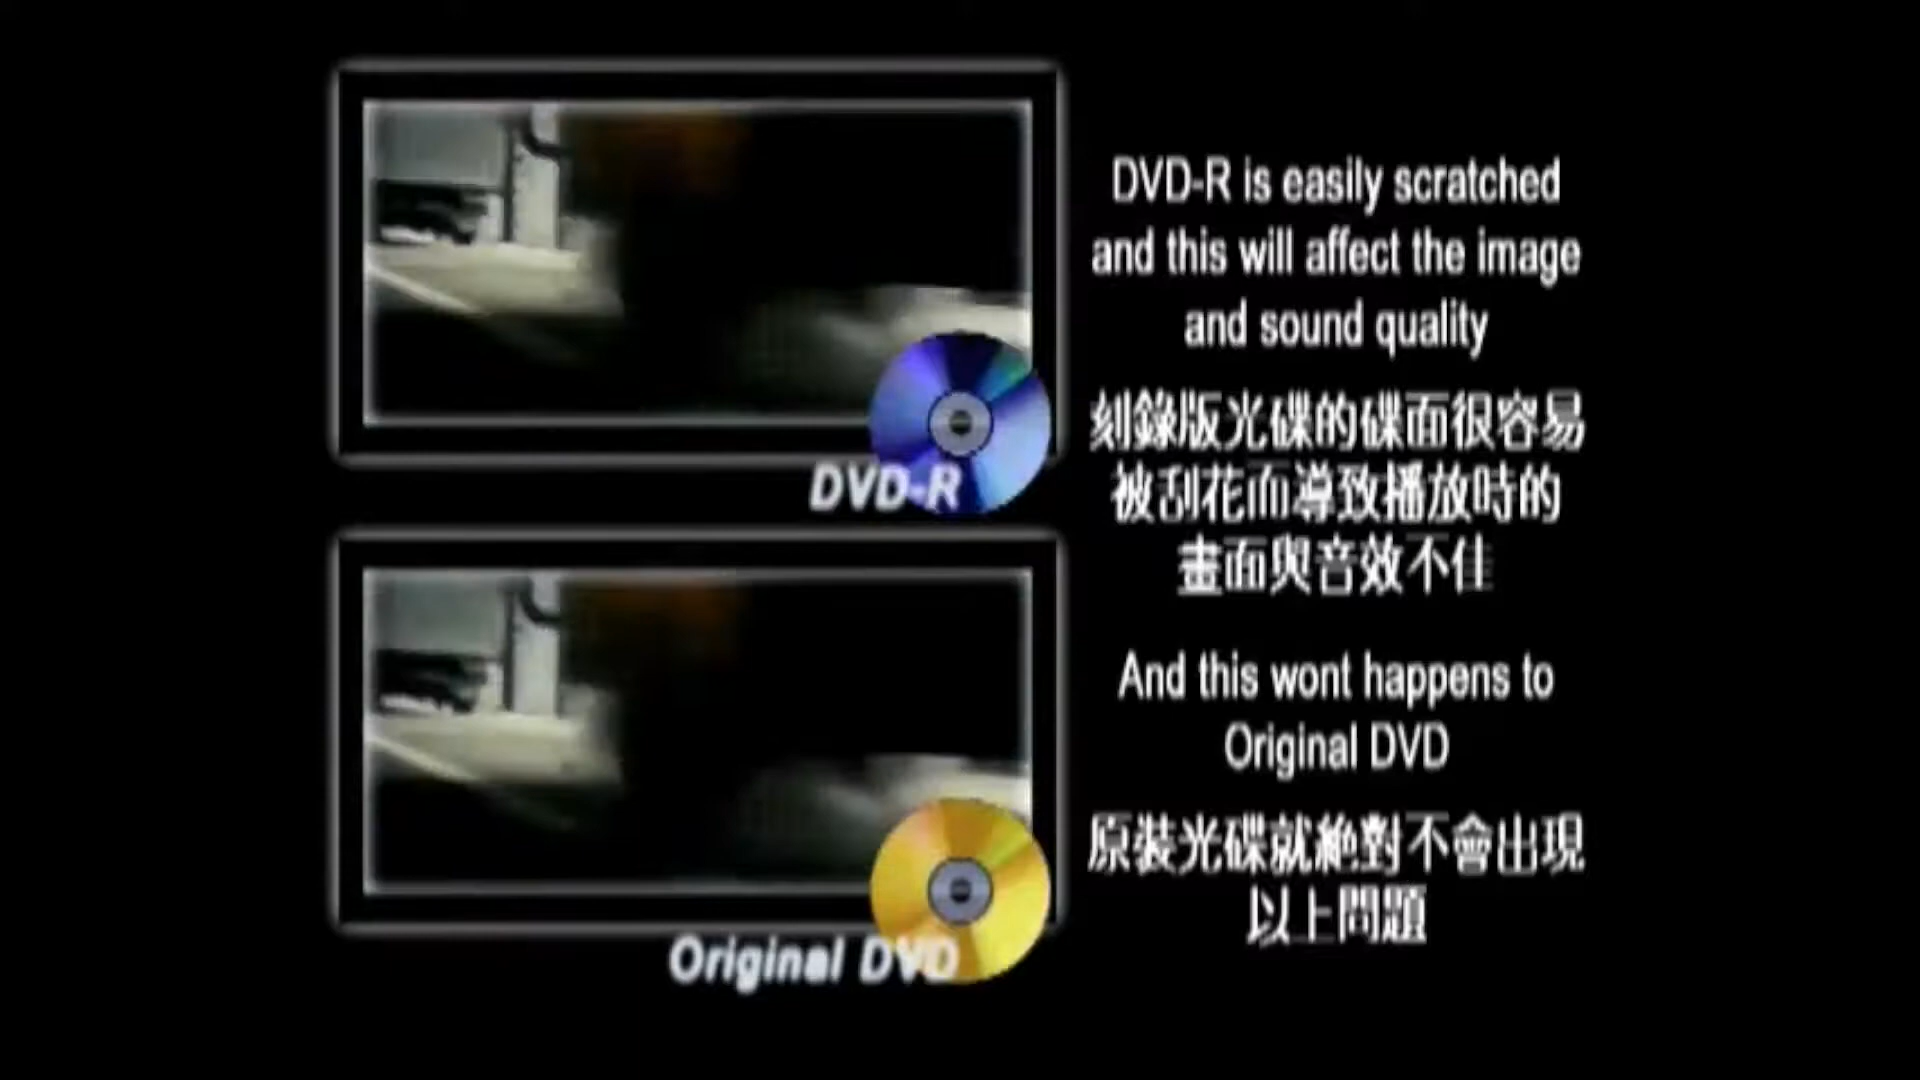 DVD-R is easily scratched
and this will affect the image
and sound quality
刻錄版光碟的碟面很容易
被刮花而導致播放時的
畫面與音效不佳
DVD-R
And this wont happens to
Original DVD
原裝光碟就絕對不會出現
以上問題
Original DVD